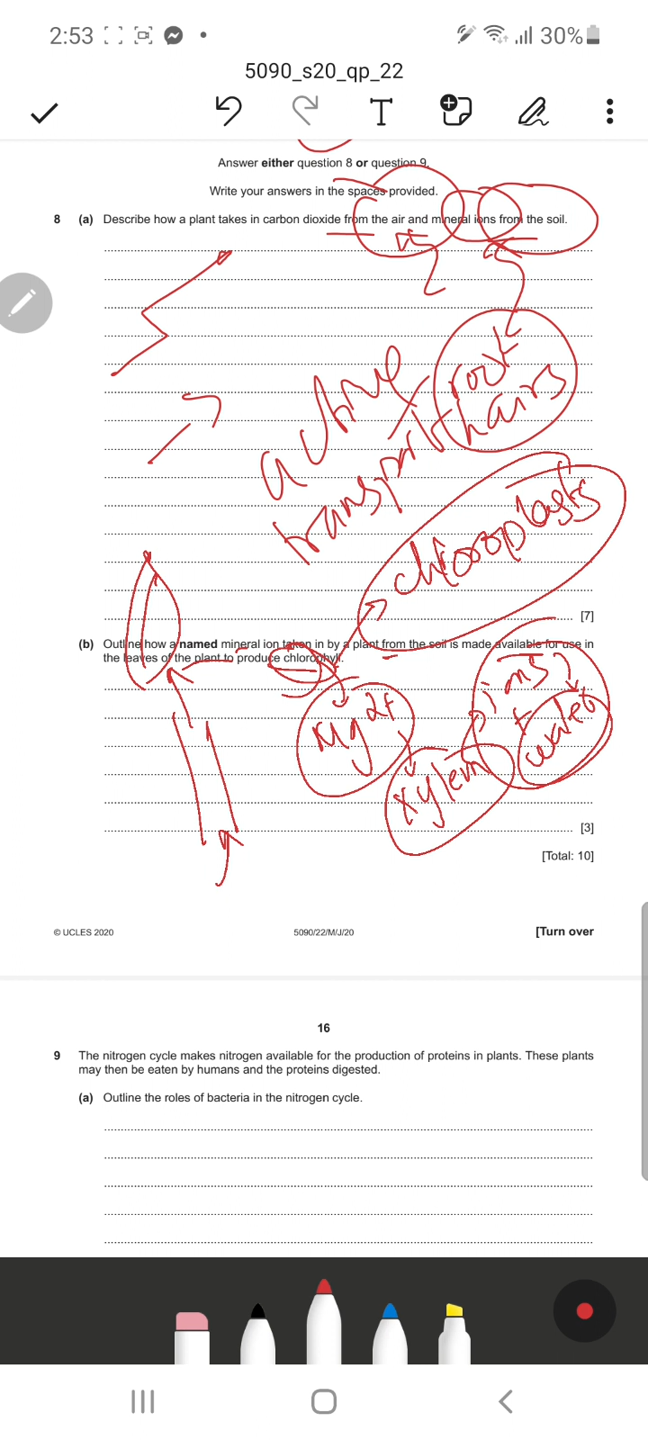 2:53
30%
5090_s20_qp_22
T
Answer either question 8 or question 9.
Write your answers in the spaces provided.
8 (a) Describe how a plant takes in carbon dioxide from the air and mineral ions from the soil.
active
transport
root
hairs
chloroplasts
[7]
(b) Outline how a named mineral ion taken in by a plant from the soil is made available for use in
the leaves of the plant to produce chlorophyll.
Mg2+
xylem
ions
water
[3]
[Total: 10]
© UCLES 2020
5090/22/M/J/20
[Turn over
16
9 The nitrogen cycle makes nitrogen available for the production of proteins in plants. These plants
may then be eaten by humans and the proteins digested.
(a) Outline the roles of bacteria in the nitrogen cycle.